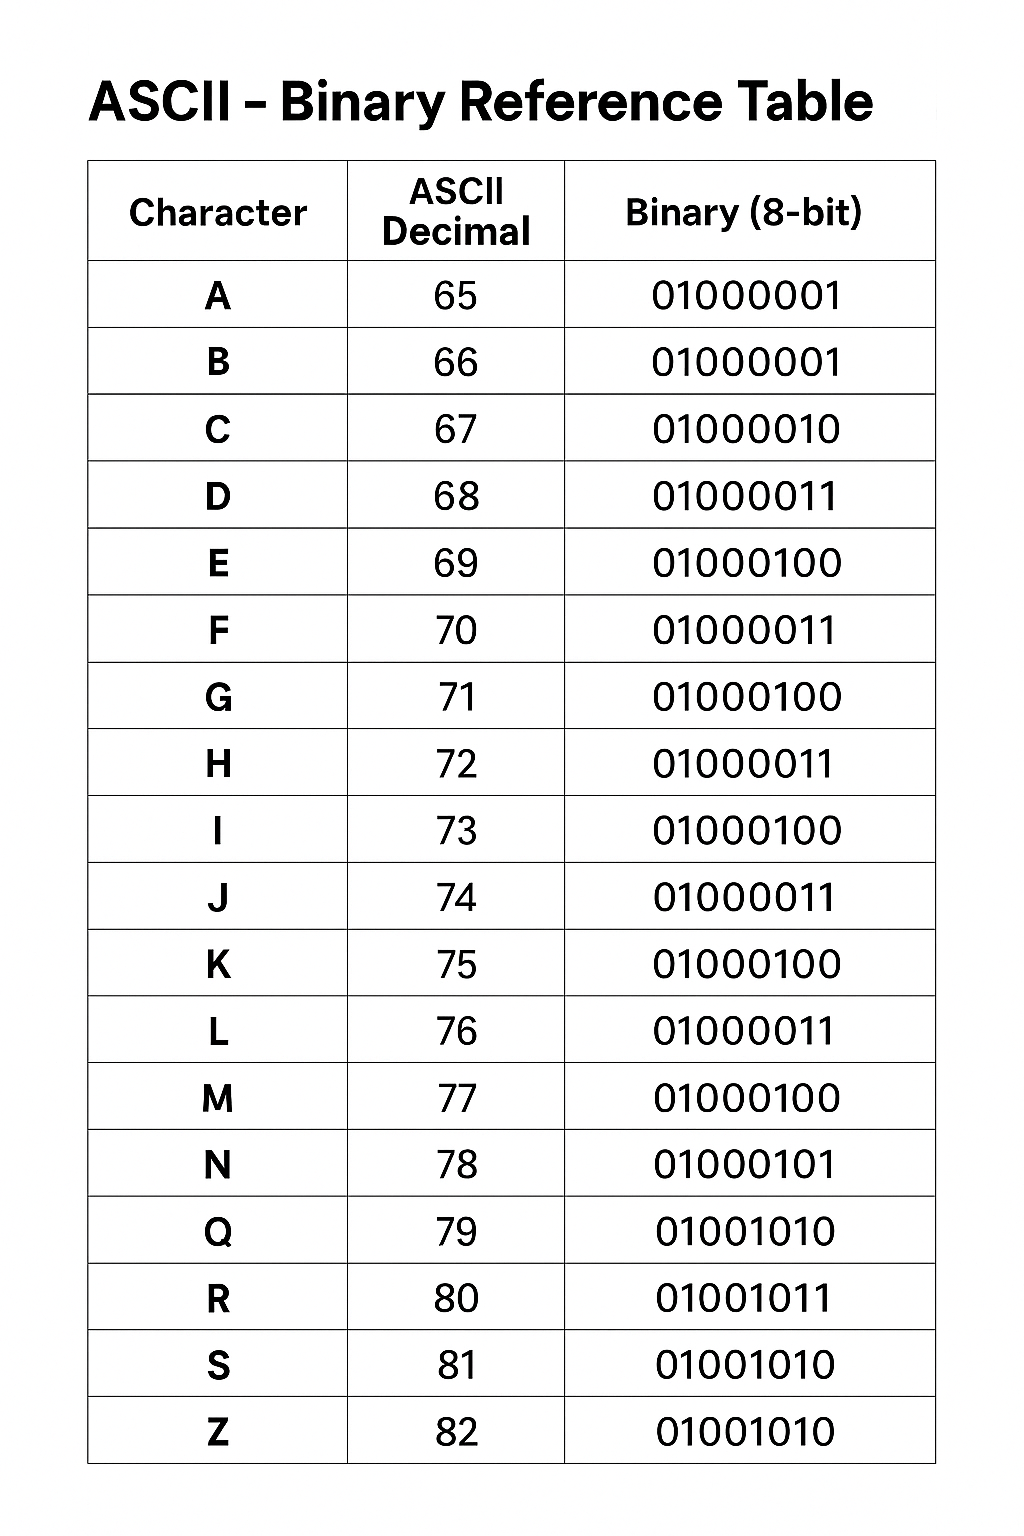 ASCII – Binary Reference Table
Character ASCII Decimal Binary (8-bit)
A 65 01000001
B 66 01000001
C 67 01000010
D 68 01000011
E 69 01000100
F 70 01000011
G 71 01000100
H 72 01000011
I 73 01000100
J 74 01000011
K 75 01000100
L 76 01000011
M 77 01000100
N 78 01000101
Q 79 01001010
R 80 01001011
S 81 01001010
Z 82 01001010